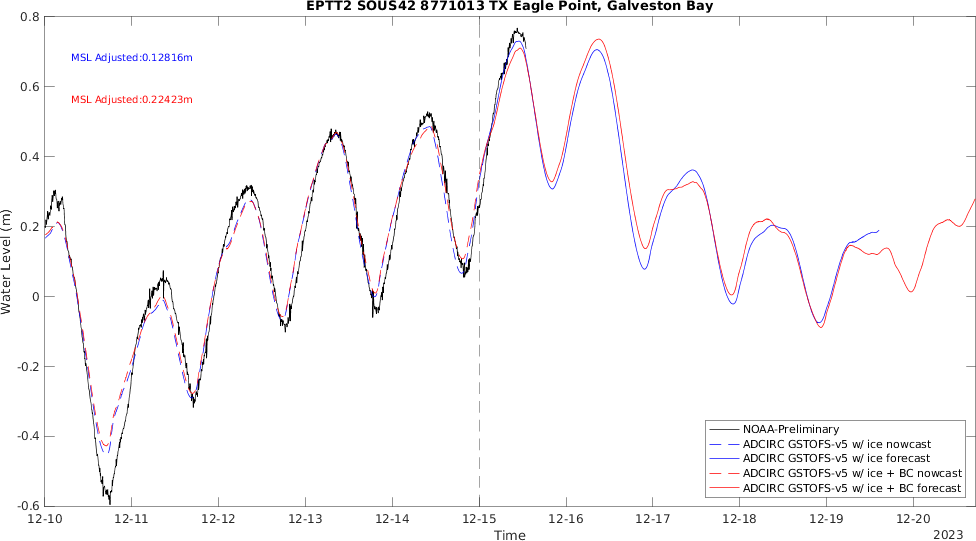 EPTT2 SOUS42 8771013 TX Eagle Point, Galveston Bay
0.8
MSL Adjusted:0.12816m
0.6
MSL Adjusted:0.22423m
0.4
0.2
Water Level (m)
0
-0.2
-0.4
-0.6
NOAA-Preliminary
ADCIRC GSTOFS-v5 w/ice nowcast
ADCIRC GSTOFS-v5 w/ice forecast
ADCIRC GSTOFS-v5 w/ice + BC nowcast
ADCIRC GSTOFS-v5 w/ice + BC forecast
12-10 12-11 12-12 12-13 12-14 12-15 12-16 12-17 12-18 12-19 12-20
Time
2023